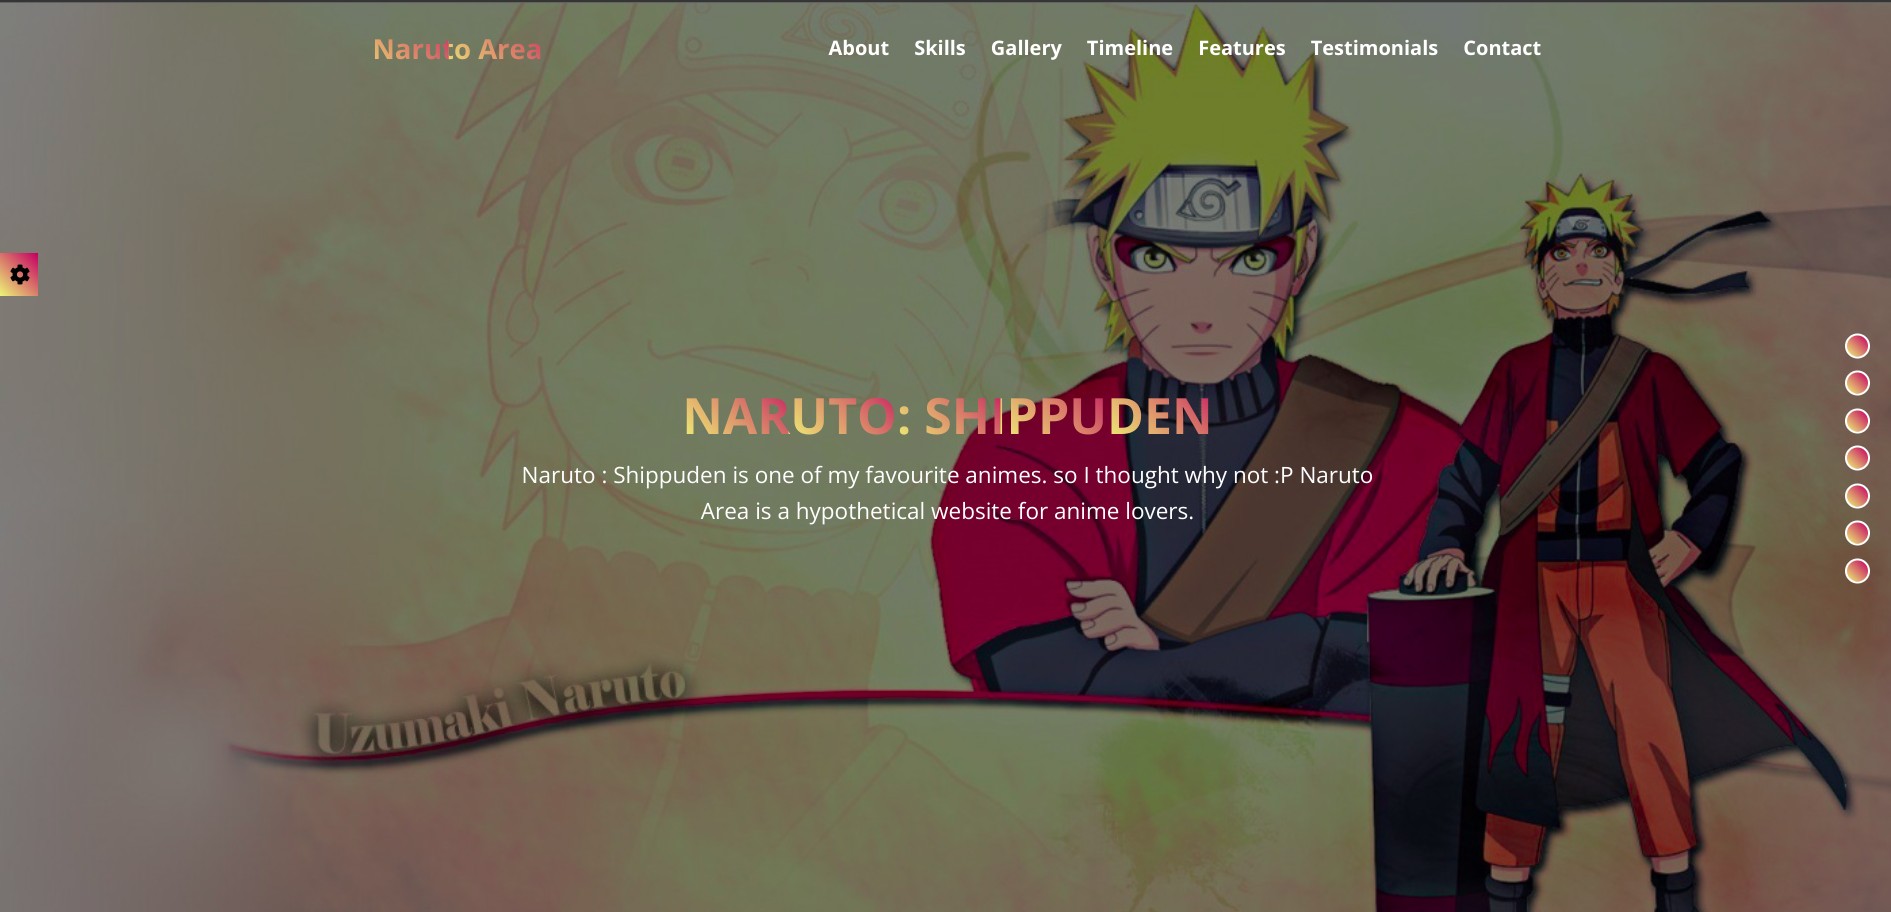 Naruto Area
About Skills Gallery Timeline Features Testimonials Contact
NARUTO: SHIPPUDEN
Naruto : Shippuden is one of my favourite animes. so I thought why not :P Naruto
Area is a hypothetical website for anime lovers.
Uzumaki Naruto